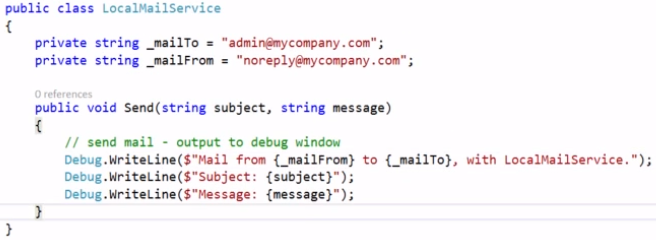 public class LocalMailService
{
private string _mailTo = "admin@mycompany.com";
private string _mailFrom = "noreply@mycompany.com";
0 references
public void Send(string subject, string message)
{
// send mail - output to debug window
Debug.WriteLine($"Mail from {_mailFrom} to {_mailTo}, with LocalMailService.");
Debug.WriteLine($"Subject: {subject}");
Debug.WriteLine($"Message: {message}");
}
}